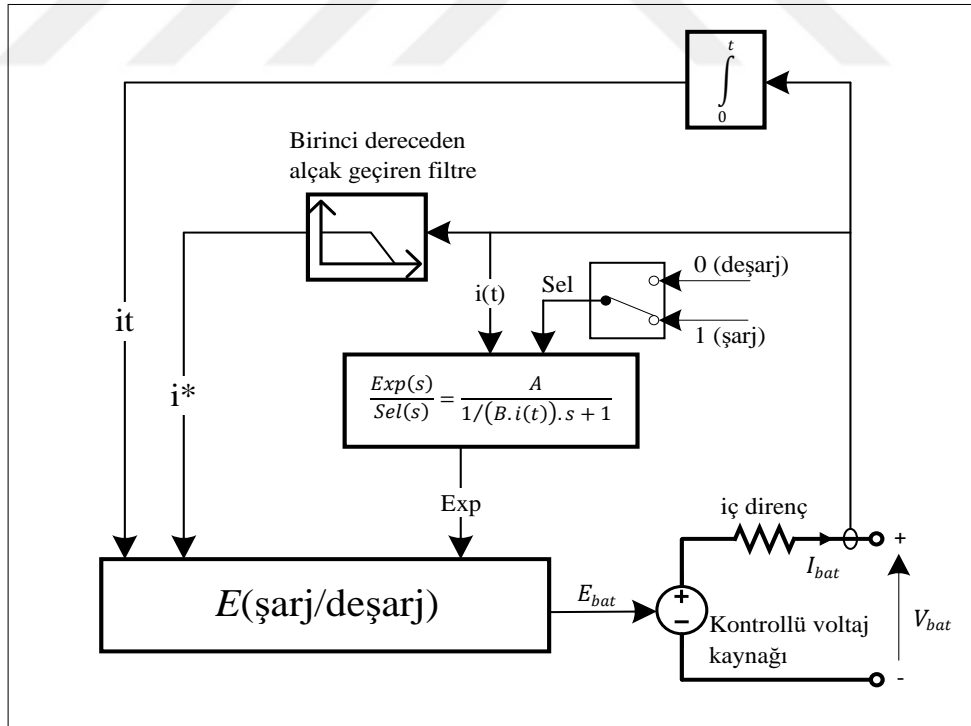 t
∫
0
Birinci dereceden
alçak geçiren filtre
0 (deşarj)
Sel
i(t)
1 (şarj)
it
i*
Exp(s)/Sel(s) = A/(1/(B.i(t)).s + 1)
Exp
iç direnç
+
I_bat
E(şarj/deşarj)
E_bat
+
−
V_bat
Kontrollü voltaj
kaynağı
-